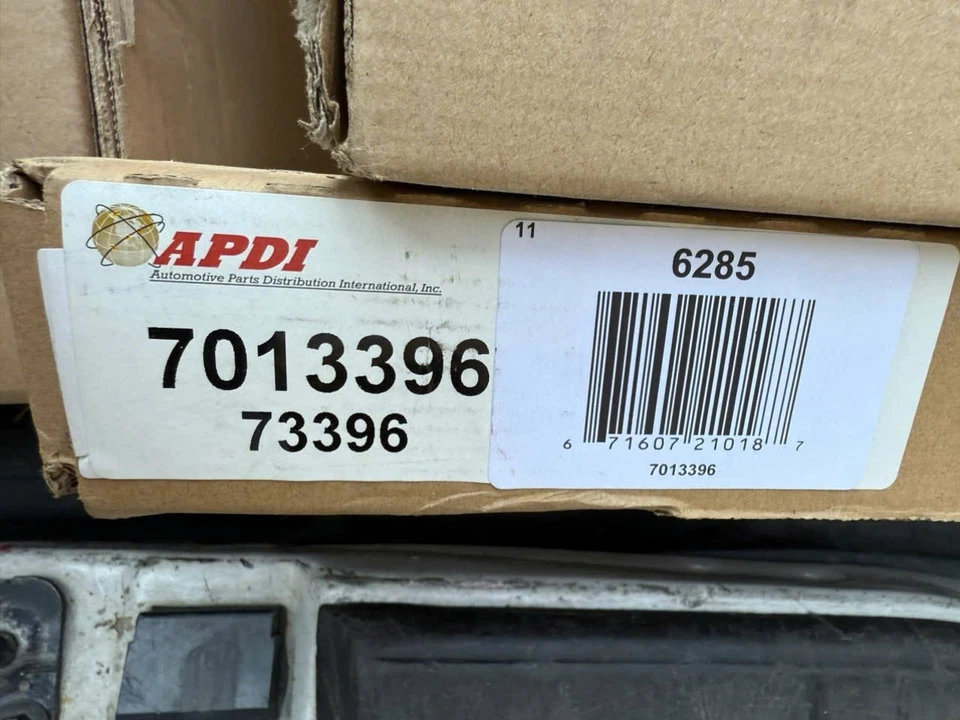 APDI
Automotive Parts Distribution International, Inc.
7013396
73396
11
6285
6 71607 21018 7
7013396